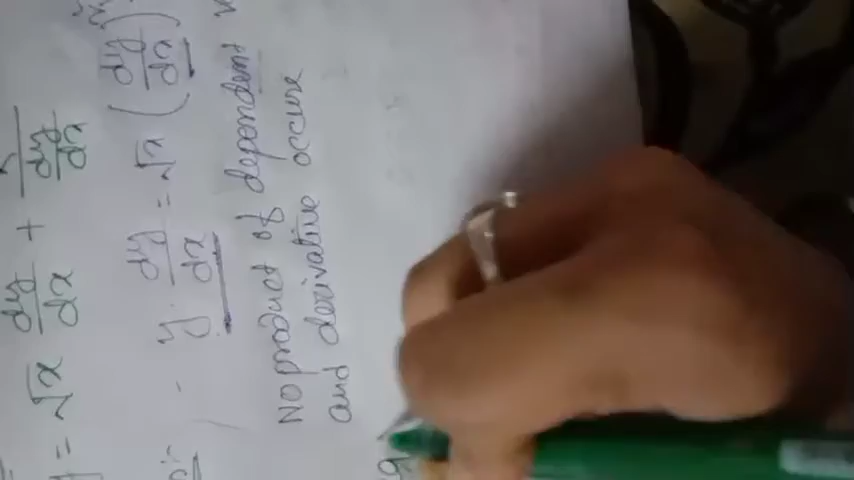 y = √x dy/dx + / dy/dx
y · dy/dx = √x (dy/dx)
No product of dependent
and derivative occure